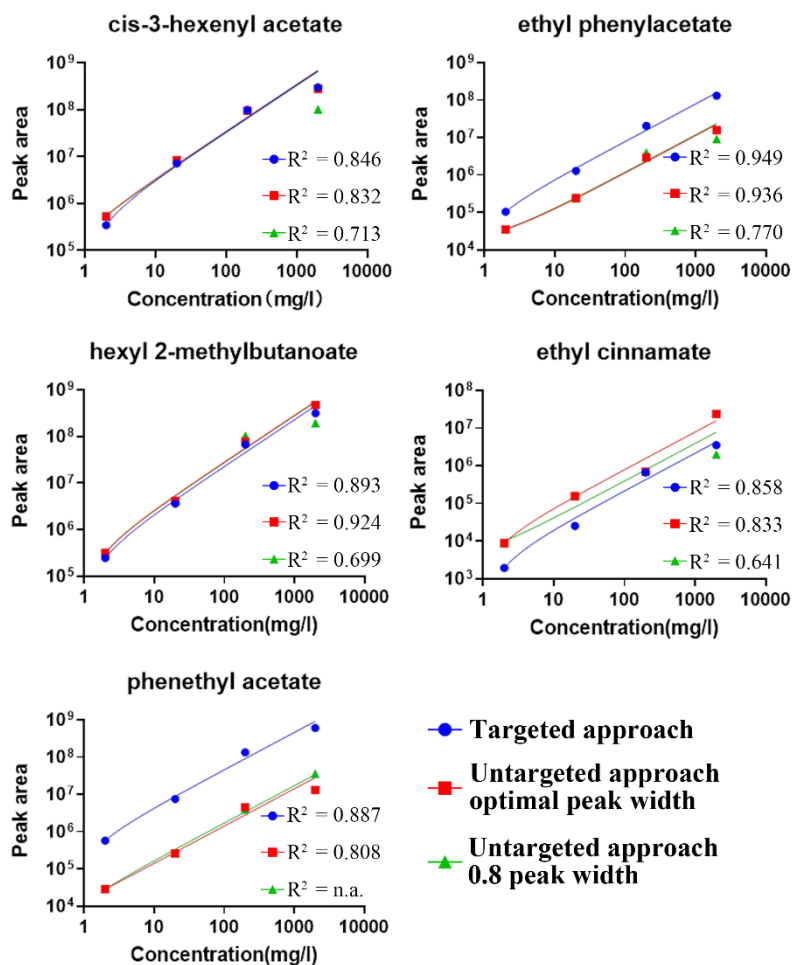 cis-3-hexenyl acetate
10⁹
10⁸
10⁷
10⁶
10⁵
Peak area
R² = 0.846
R² = 0.832
R² = 0.713
1 10 100 1000 10000
Concentration（mg/l）
ethyl phenylacetate
10⁹
10⁸
10⁷
10⁶
10⁵
10⁴
Peak area
R² = 0.949
R² = 0.936
R² = 0.770
1 10 100 1000 10000
Concentration(mg/l)
hexyl 2-methylbutanoate
10⁹
10⁸
10⁷
10⁶
10⁵
Peak area
R² = 0.893
R² = 0.924
R² = 0.699
1 10 100 1000 10000
Concentration(mg/l)
ethyl cinnamate
10⁸
10⁷
10⁶
10⁵
10⁴
10³
Peak area
R² = 0.858
R² = 0.833
R² = 0.641
1 10 100 1000 10000
Concentration(mg/l)
phenethyl acetate
10⁹
10⁸
10⁷
10⁶
10⁵
10⁴
Peak area
R² = 0.887
R² = 0.808
R² = n.a.
1 10 100 1000 10000
Concentration(mg/l)
Targeted approach
Untargeted approach
optimal peak width
Untargeted approach
0.8 peak width